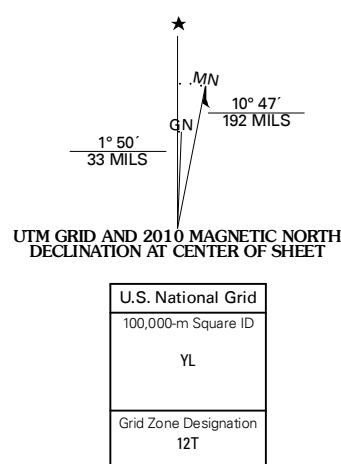 MN
GN
10° 47´
192 MILS
1° 50´
33 MILS
UTM GRID AND 2010 MAGNETIC NORTH
DECLINATION AT CENTER OF SHEET
U.S. National Grid
100,000-m Square ID
YL
Grid Zone Designation
12T